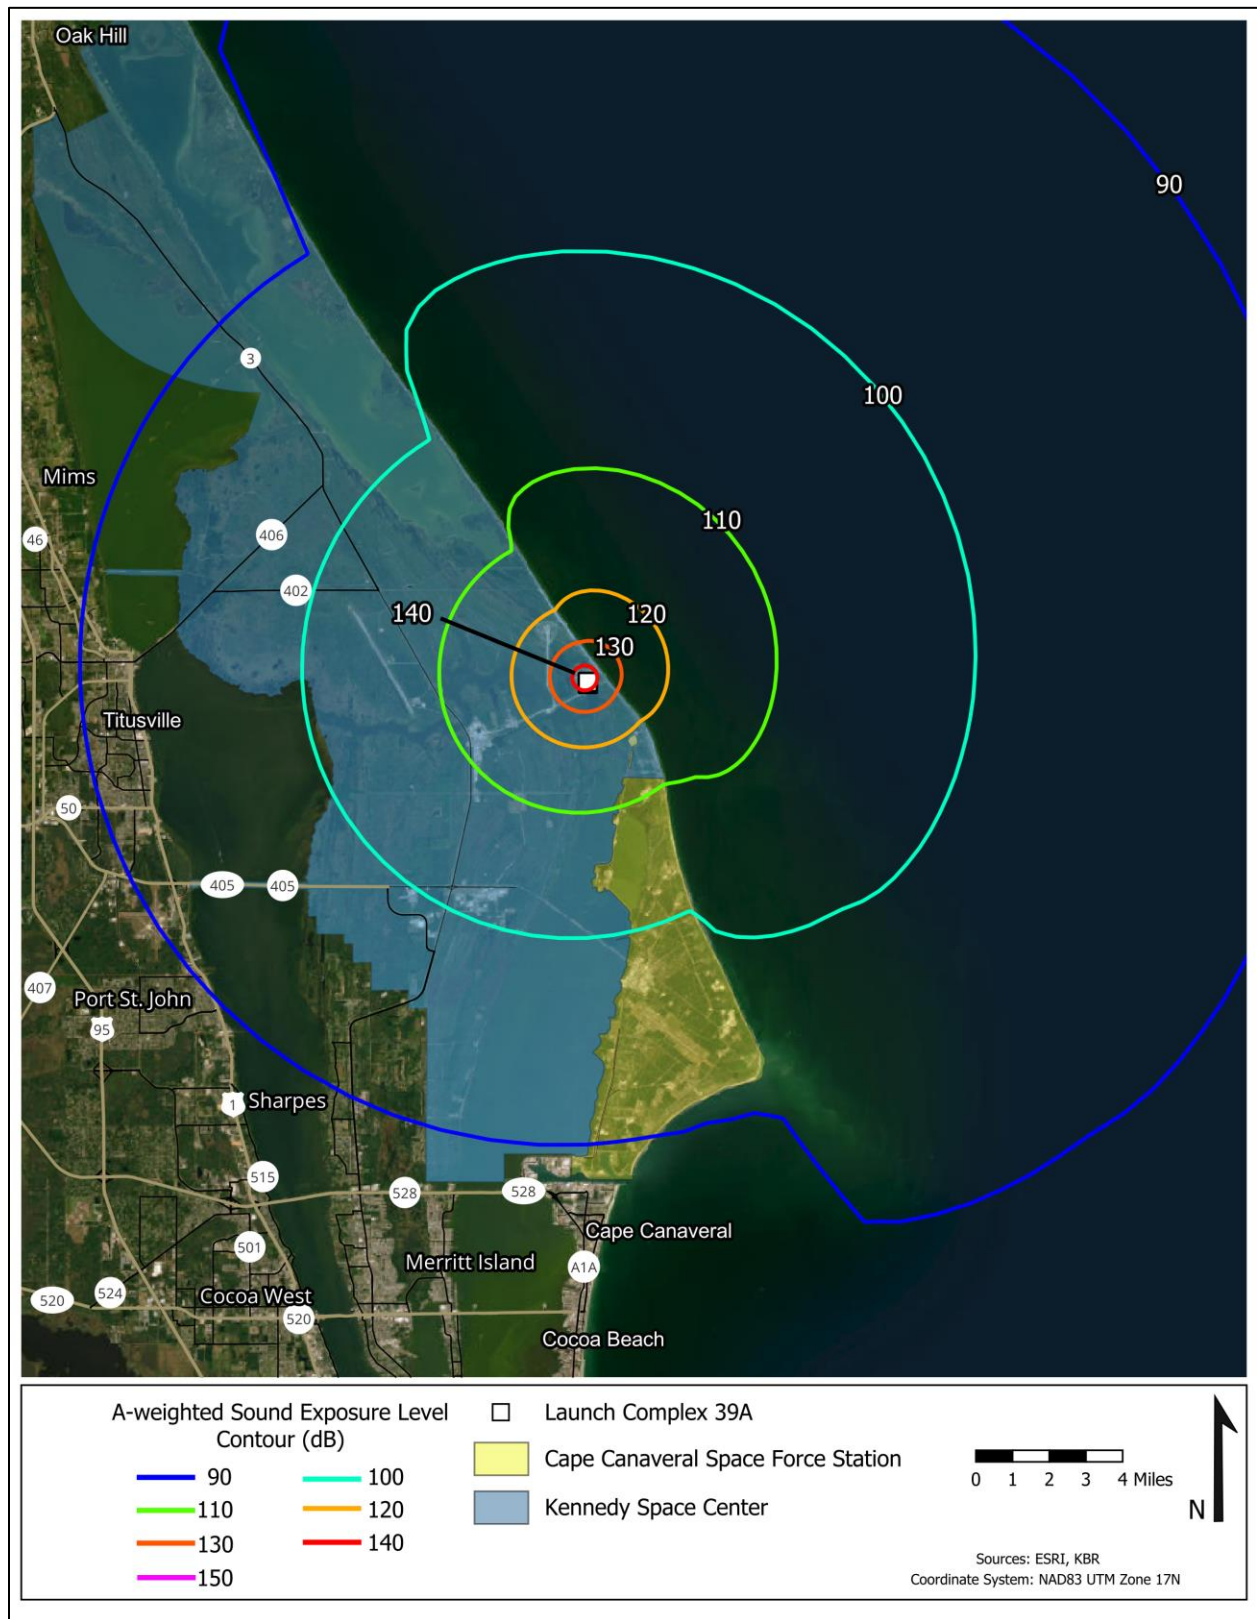 Oak Hill
90
3
100
Mims
110
46
406
402
140
120
130
Titusville
50
405
405
407
Port St. John
95
1
Sharpes
515
528
528
Cape Canaveral
501
Merritt Island
A1A
524
Cocoa West
520
520
Cocoa Beach
A-weighted Sound Exposure Level
Contour (dB)
90
100
110
120
130
140
150
Launch Complex 39A
Cape Canaveral Space Force Station
Kennedy Space Center
0 1 2 3 4 Miles
N
Sources: ESRI, KBR
Coordinate System: NAD83 UTM Zone 17N